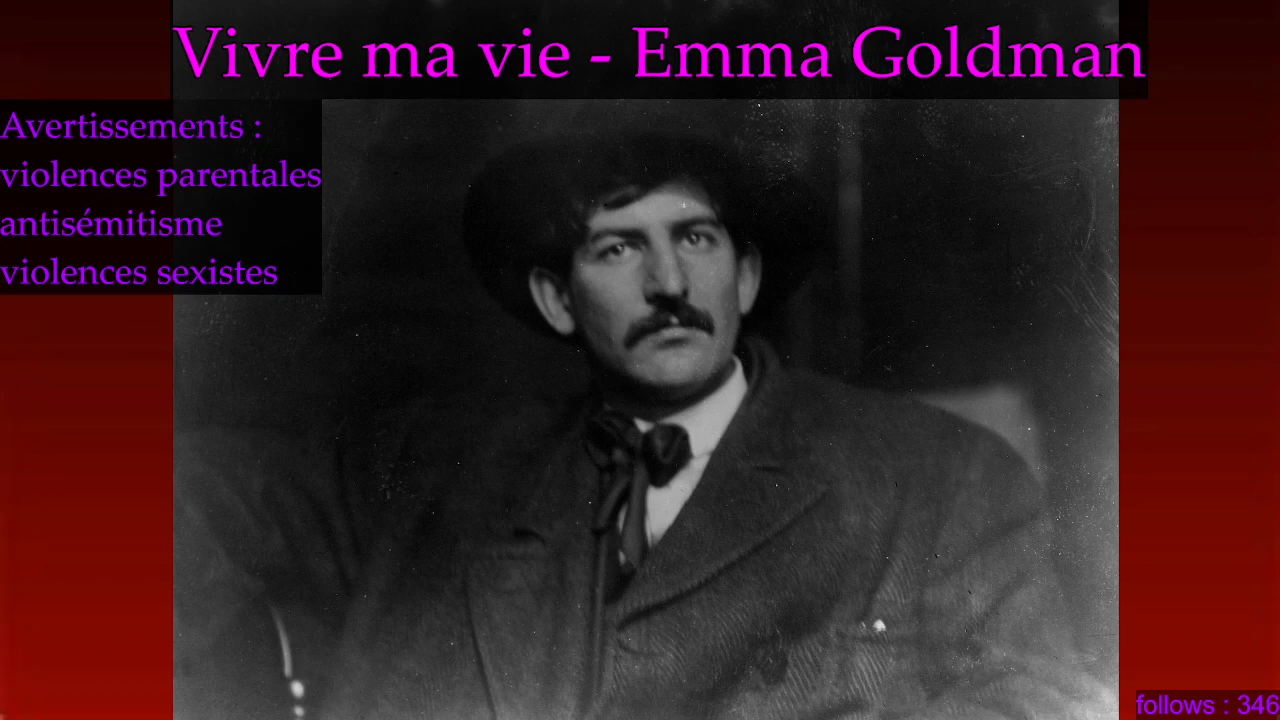 Vivre ma vie - Emma Goldman
Avertissements :
violences parentales
antisémitisme
violences sexistes
follows : 346